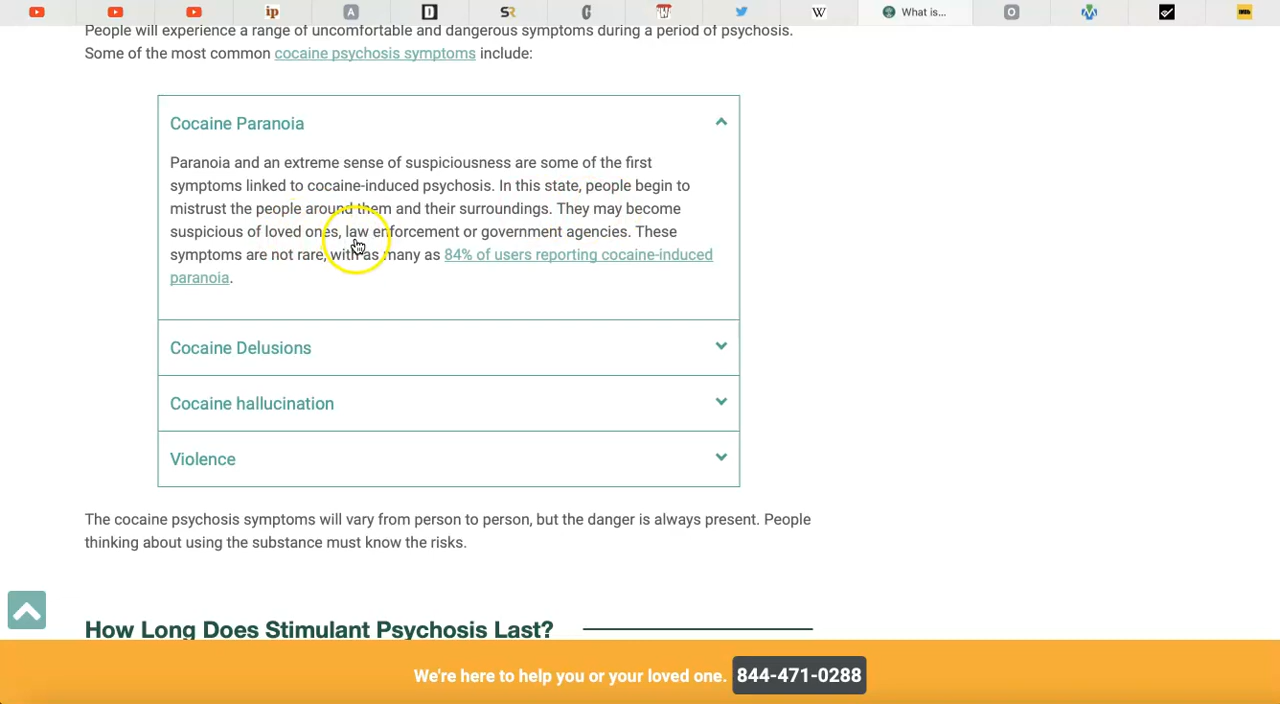 ip
A
D
SR
W
What is...
O
People will experience a range of uncomfortable and dangerous symptoms during a period of psychosis.
Some of the most common cocaine psychosis symptoms include:
Cocaine Paranoia
Paranoia and an extreme sense of suspiciousness are some of the first
symptoms linked to cocaine-induced psychosis. In this state, people begin to
mistrust the people around them and their surroundings. They may become
suspicious of loved ones, law enforcement or government agencies. These
symptoms are not rare, with as many as 84% of users reporting cocaine-induced
paranoia.
Cocaine Delusions
Cocaine hallucination
Violence
The cocaine psychosis symptoms will vary from person to person, but the danger is always present. People
thinking about using the substance must know the risks.
How Long Does Stimulant Psychosis Last?
We're here to help you or your loved one. 844-471-0288